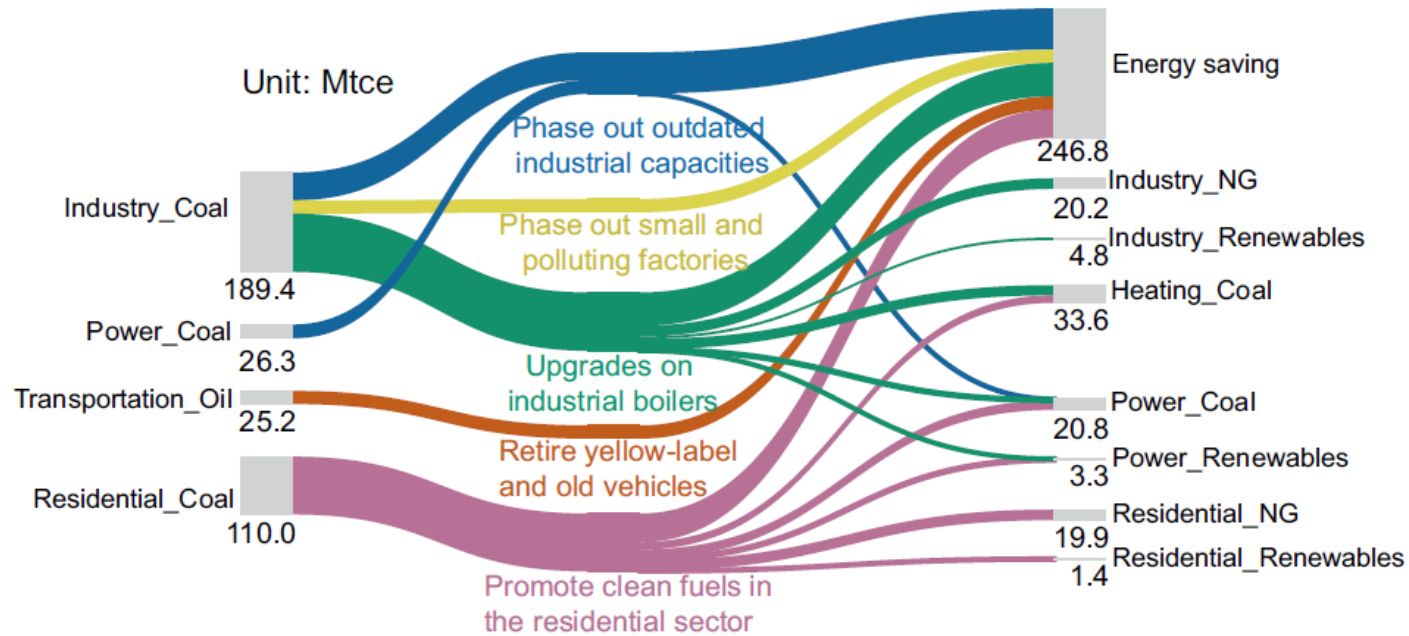 Unit: Mtce
Industry_Coal
189.4
Power_Coal
26.3
Transportation_Oil
25.2
Residential_Coal
110.0
Phase out outdated
industrial capacities
Phase out small and
polluting factories
Upgrades on
industrial boilers
Retire yellow-label
and old vehicles
Promote clean fuels in
the residential sector
Energy saving
246.8
Industry_NG
20.2
Industry_Renewables
4.8
Heating_Coal
33.6
Power_Coal
20.8
Power_Renewables
3.3
Residential_NG
19.9
Residential_Renewables
1.4